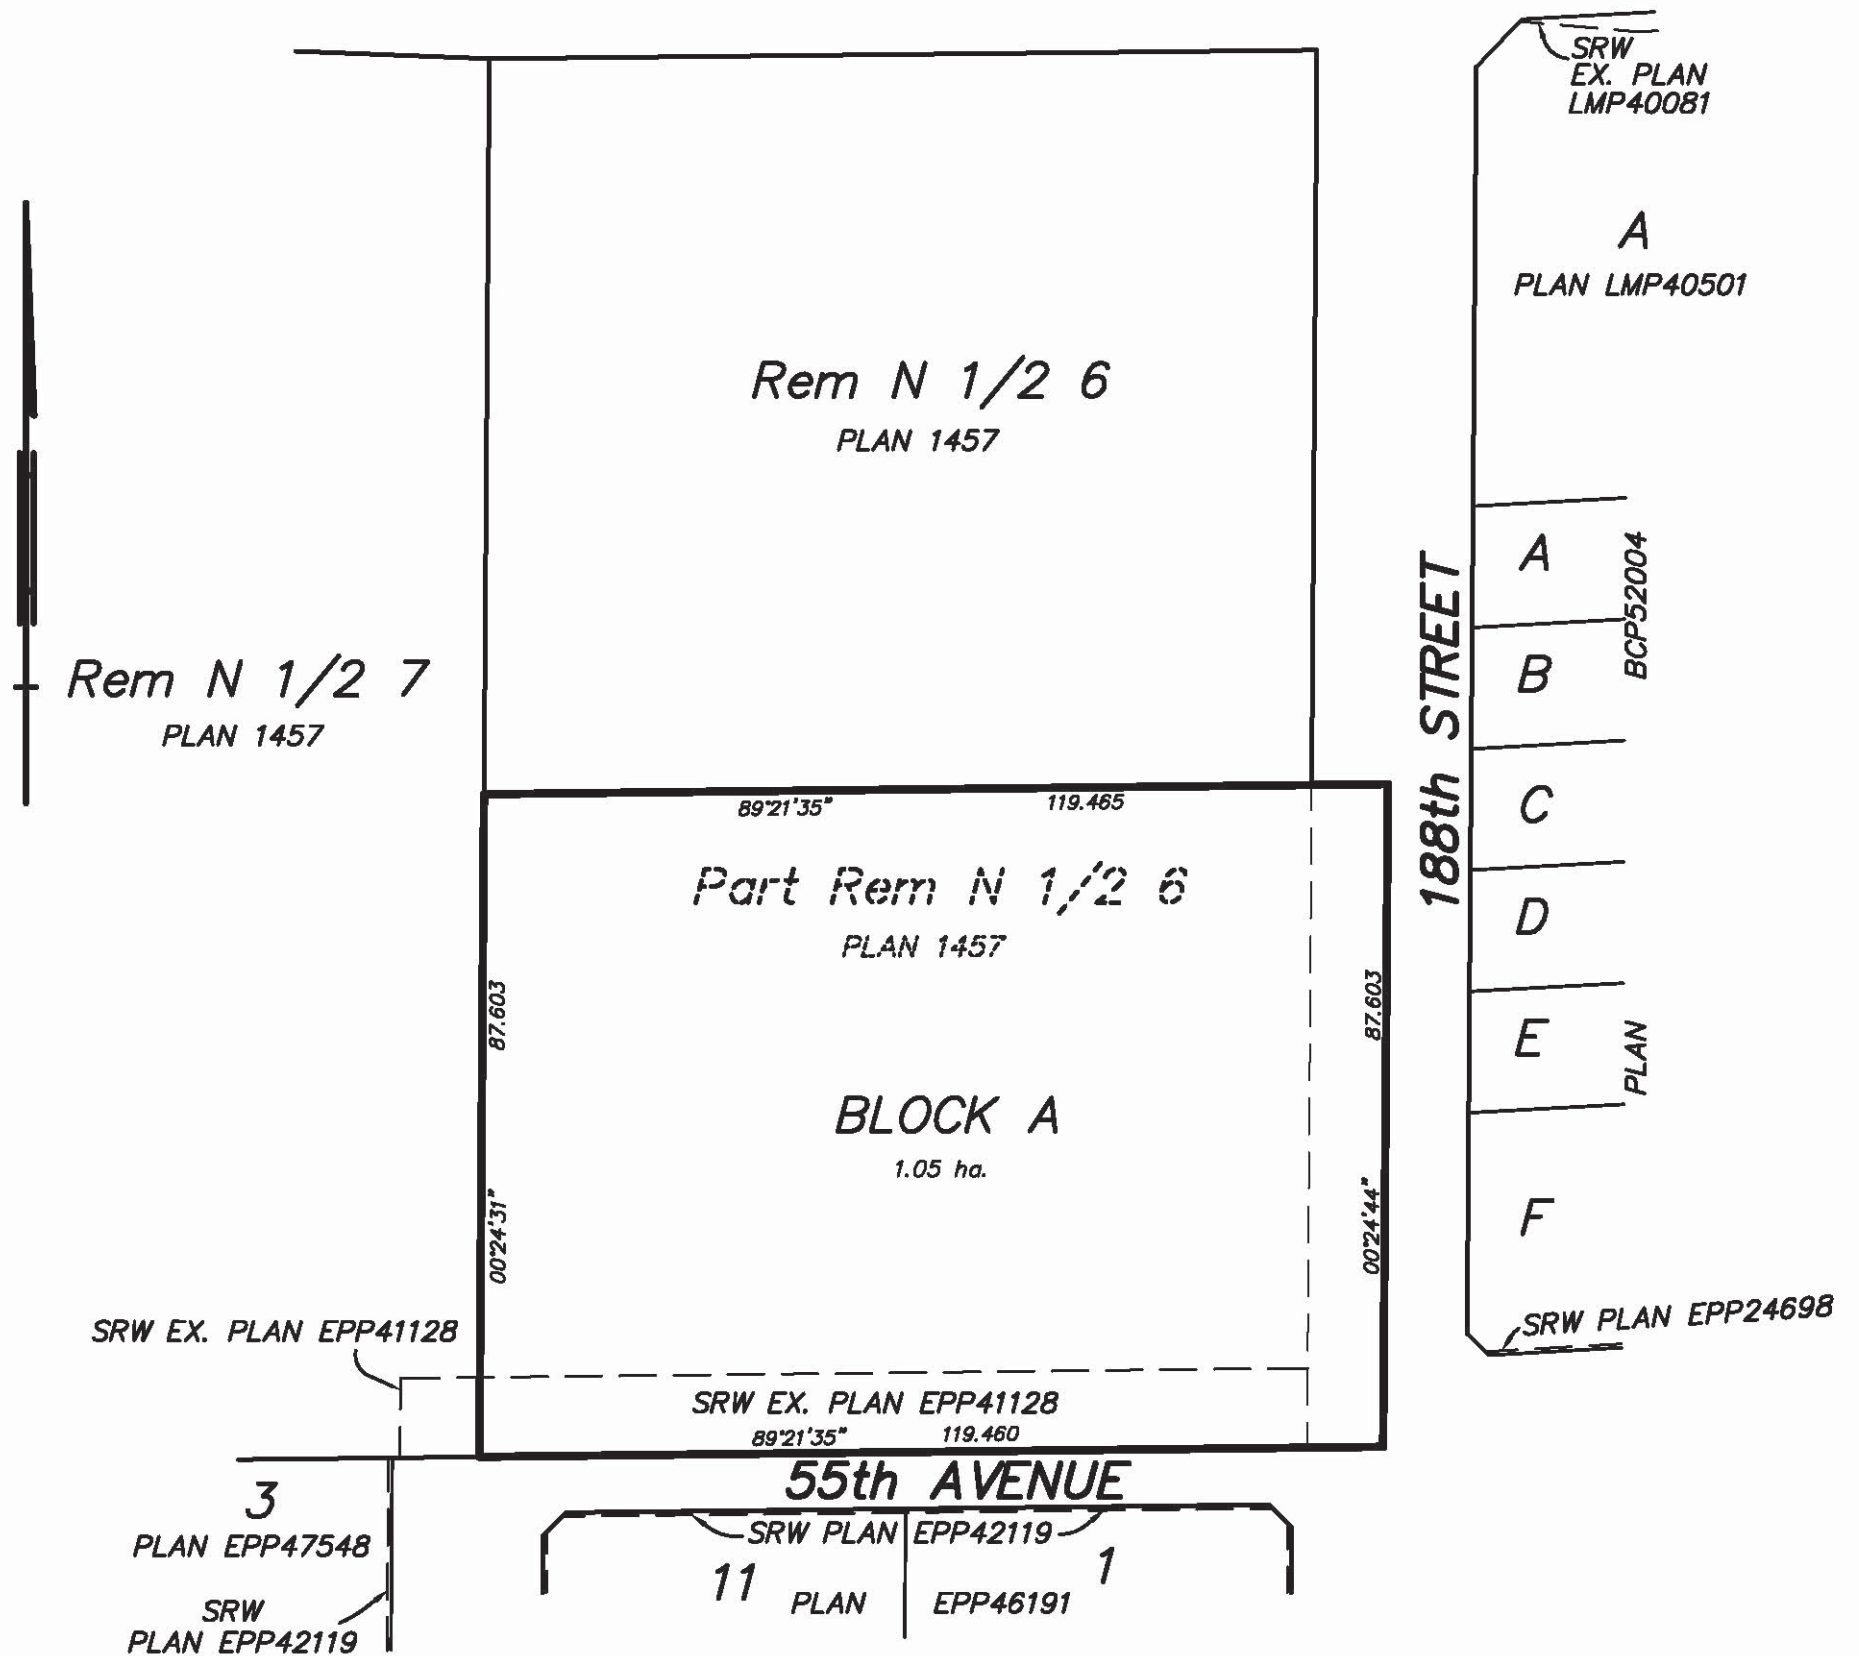 SRW
EX. PLAN
LMP40081
A
PLAN LMP40501
Rem N 1/2 6
PLAN 1457
Rem N 1/2 7
PLAN 1457
188th STREET
A
B
C
D
E
F
PLAN BCP52004
89°21'35" 119.465
Part Rem N 1/2 6
PLAN 1457
87.603
00°24'31"
87.603
00°24'44"
BLOCK A
1.05 ha.
SRW EX. PLAN EPP41128
SRW PLAN EPP24698
SRW EX. PLAN EPP41128
89°21'35" 119.460
55th AVENUE
3
PLAN EPP47548
SRW
PLAN EPP42119
SRW PLAN EPP42119
11 1
PLAN EPP46191